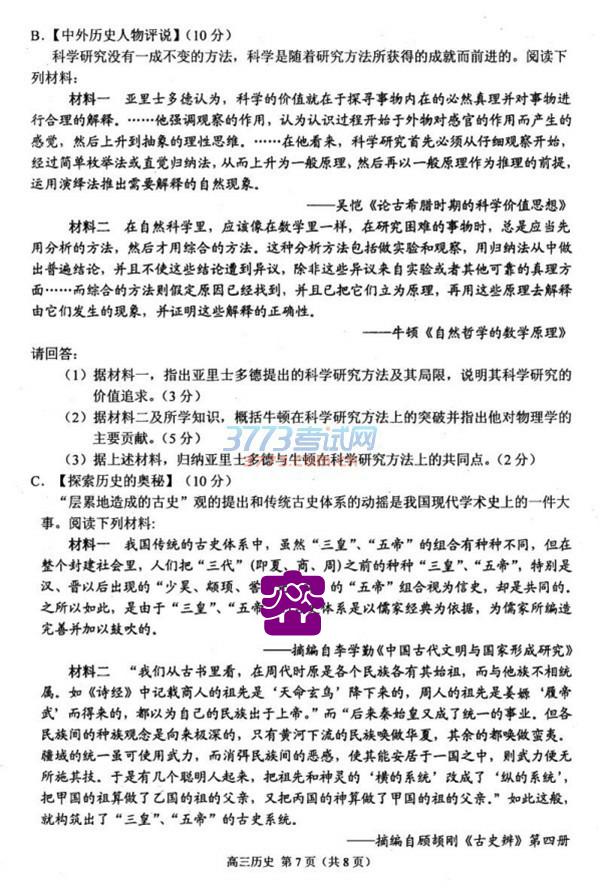 B.【中外历史人物评说】(10 分)
科学研究没有一成不变的方法，科学是随着研究方法所获得的成就而前进的。阅读下
列材料：
材料一 亚里士多德认为，科学的价值就在于探寻事物内在的必然真理并对事物进
行合理的解释。……他强调观察的作用，认为认识过程开始于外物对感官的作用而产生的
感觉，然后上升到抽象的理性思维。……在他看来，科学研究首先必须从仔细观察开始，
经过简单枚举法或直觉归纳法，从而上升为一般原理，然后再以一般原理作为推理的前提，
运用演绎法推出需要解释的自然现象。
——吴恺《论古希腊时期的科学价值思想》
材料二 在自然科学里，应该像在数学里一样，在研究困难的事物时，总是应当先
用分析的方法，然后才用综合的方法。这种分析方法包括做实验和观察，用归纳法从中做
出普遍结论，并且不使这些结论遭到异议，除非这些异议来自实验或者其他可靠的真理方
面……而综合的方法则假定原因已经找到，并且已把它们立为原理，再用这些原理去解释
由它们发生的现象，并证明这些解释的正确性。
——牛顿《自然哲学的数学原理》
请回答：
(1) 据材料一，指出亚里士多德提出的科学研究方法及其局限，说明其科学研究的
价值追求。(3 分)
(2) 据材料二及所学知识，概括牛顿在科学研究方法上的突破并指出他对物理学的
主要贡献。(5 分)
3773考试网
(3) 据上述材料，归纳亚里士多德与牛顿在科学研究方法上的共同点。(2 分)
C.【探索历史的奥秘】(10 分)
“层累地造成的古史”观的提出和传统古史体系的动摇是我国现代学术史上的一件大
事。阅读下列材料：
材料一 我国传统的古史体系中，虽然“三皇”、“五帝”的组合有种种不同，但在
整个封建社会里，人们把“三代”(即夏、商、周)之前的种种“三皇”、“五帝”，特别是
汉、晋以后出现的“少昊、颛顼、喾 的“五帝”组合视为信史，却是共同的。
之所以如此，是由于“三皇”、“五帝 体系是以儒家经典为依据，为儒家所编造
完善并加以鼓吹的。
——摘编自李学勤《中国古代文明与国家形成研究》
材料二 “我们从古书里看，在周代时原是各个民族各有其始祖，而与他族不相统
属。如《诗经》中记载商人的祖先是‘天命玄鸟’降下来的，周人的祖先是姜嫄‘履帝
武’而得来的，都以为自己的民族出于上帝。”而“后来秦始皇又成了统一的事业。但各
民族间的种族观念是向来极深的，只有黄河下流的民族唤做华夏，其余的都唤做蛮夷。
疆域的统一虽可使用武力，而消弭民族间的恶感，使其能安居于一国之中，则武力便无
所施其技。于是有几个聪明人起来，把祖先和神灵的‘横的系统’改成了‘纵的系统’，
把甲国的祖算做了乙国的祖的父亲，又把丙国的神算做了甲国的祖的父亲。”如此这般，
就构筑出了“三皇”、“五帝”的古史系统。
——摘编自顾颉刚《古史辨》第四册
高三历史 第 7 页（共 8 页）